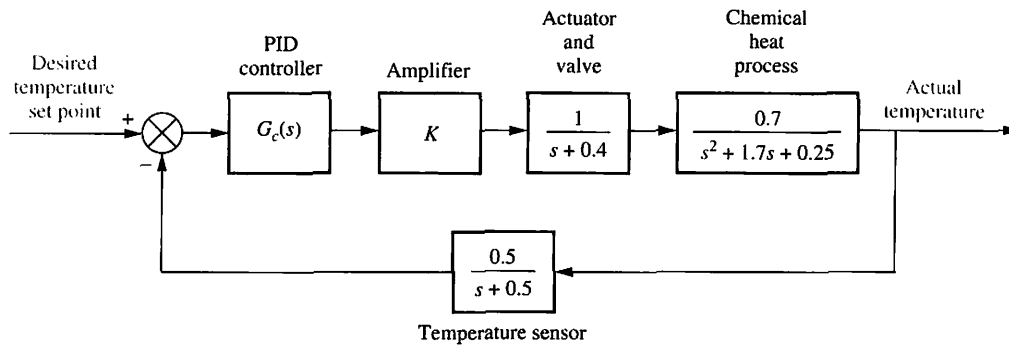 Desired
temperature
set point
+
−
PID
controller
G_c(s)
Amplifier
K
Actuator
and
valve
1
s + 0.4
Chemical
heat
process
0.7
s² + 1.7s + 0.25
Actual
temperature
0.5
s + 0.5
Temperature sensor